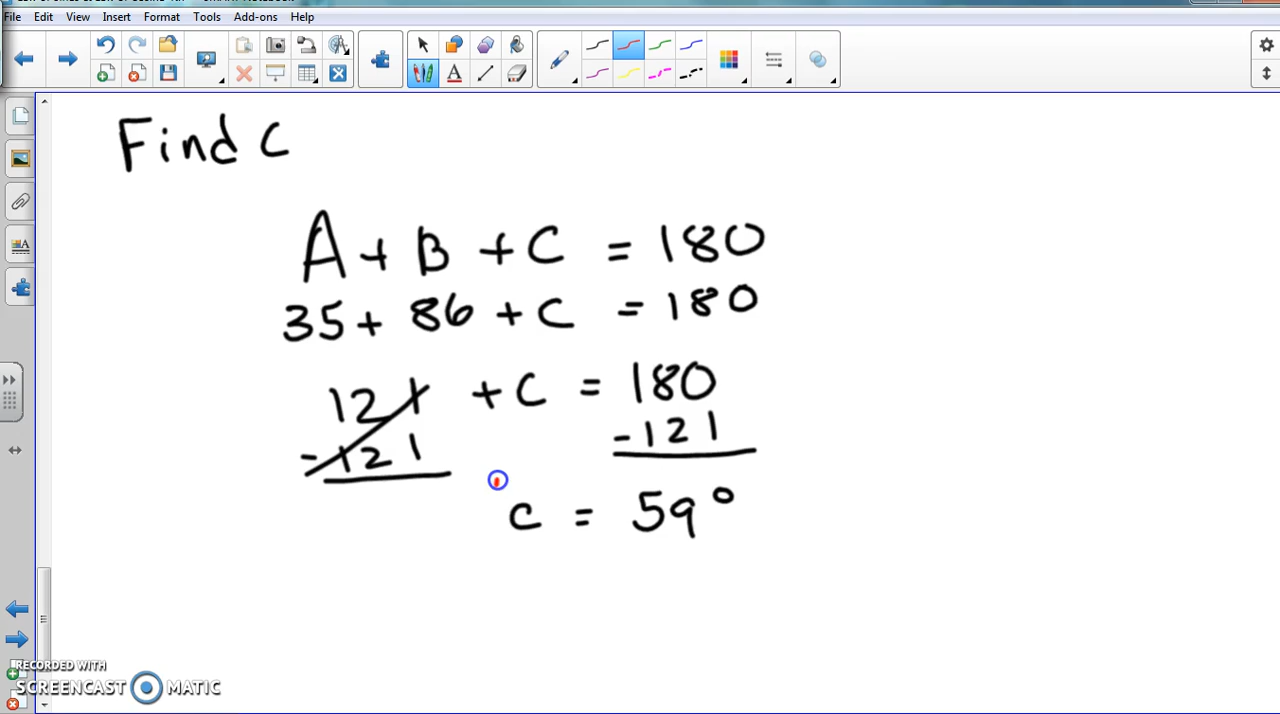 File Edit View Insert Format Tools Add-ons Help
Find C
A + B + C = 180
35 + 86 + C = 180
121 + C = 180
-121 -121
C = 59°
RECORDED WITH
SCREENCAST MATIC